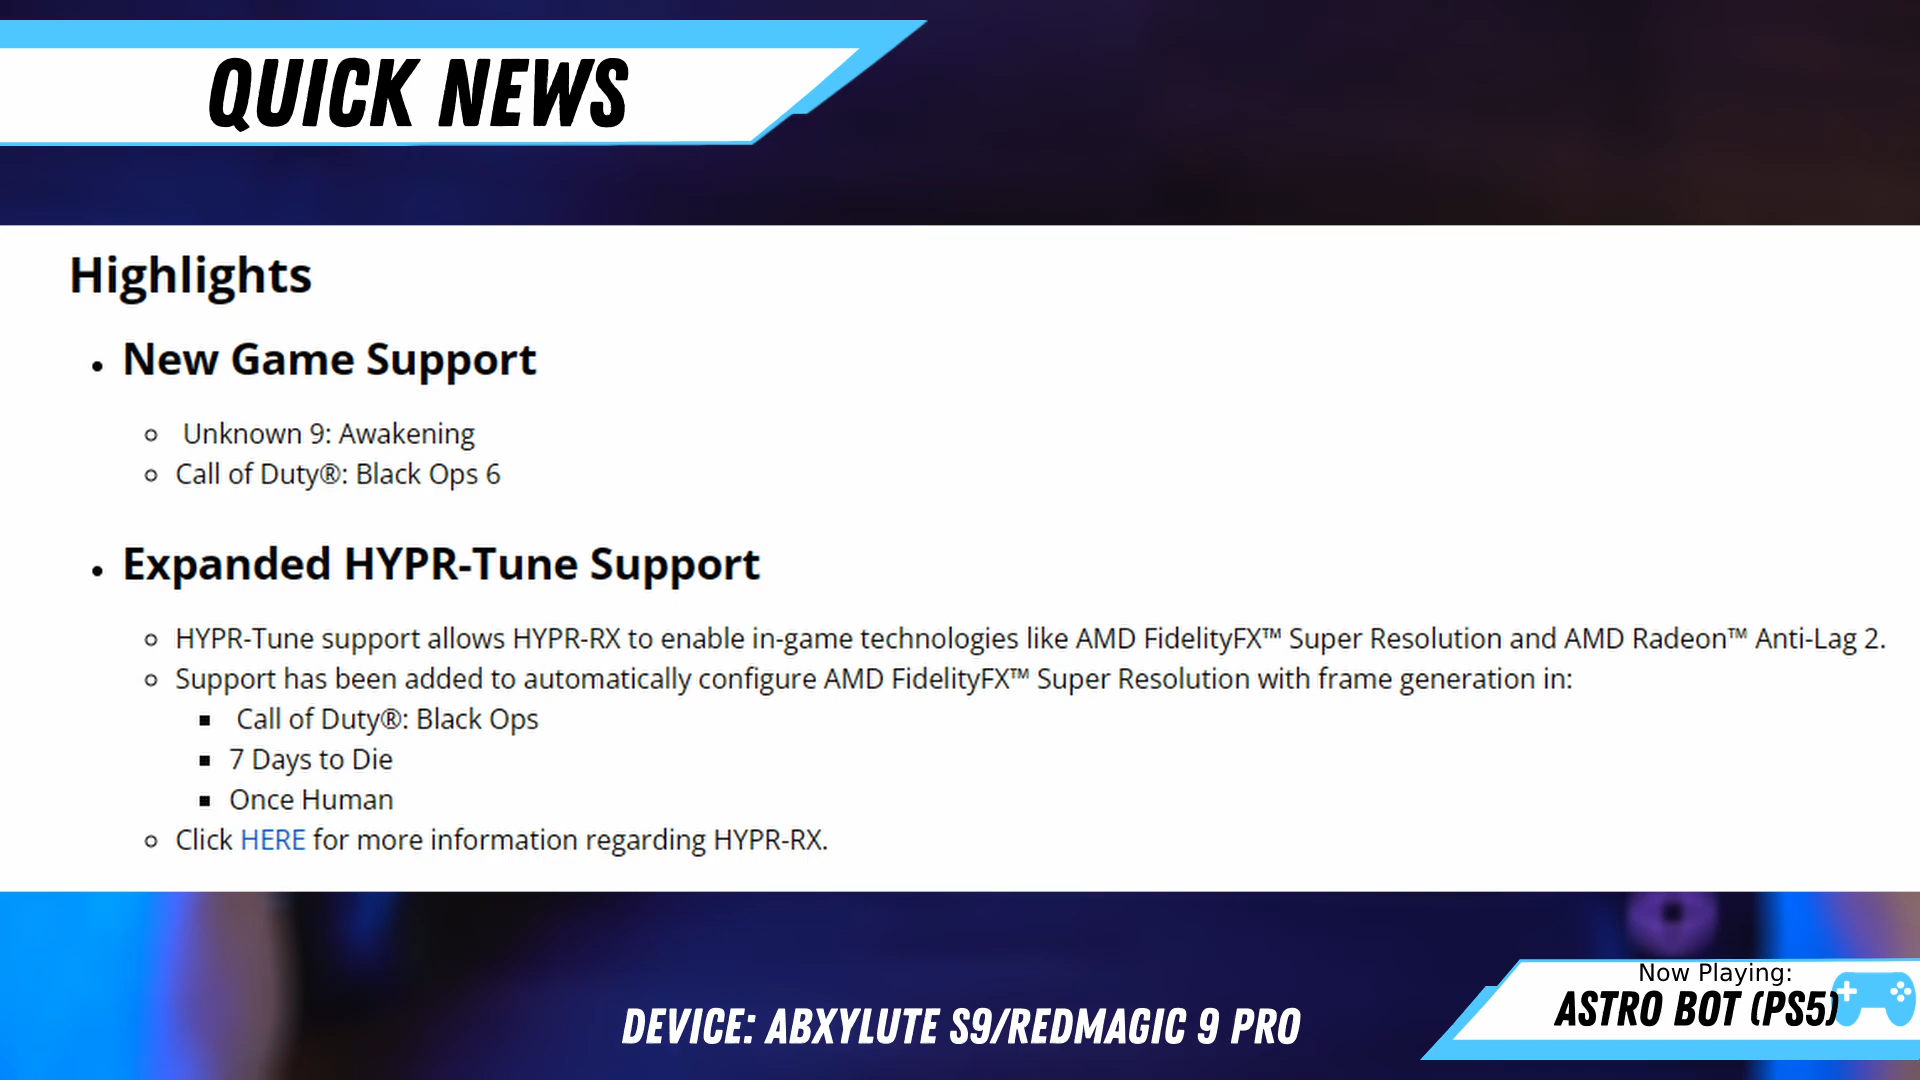 QUICK NEWS
Highlights
• New Game Support
○ Unknown 9: Awakening
○ Call of Duty®: Black Ops 6
• Expanded HYPR-Tune Support
○ HYPR-Tune support allows HYPR-RX to enable in-game technologies like AMD FidelityFX™ Super Resolution and AMD Radeon™ Anti-Lag 2.
○ Support has been added to automatically configure AMD FidelityFX™ Super Resolution with frame generation in:
▪ Call of Duty®: Black Ops
▪ 7 Days to Die
▪ Once Human
○ Click HERE for more information regarding HYPR-RX.
DEVICE: ABXYLUTE S9/REDMAGIC 9 PRO
Now Playing:
ASTRO BOT (PS5)